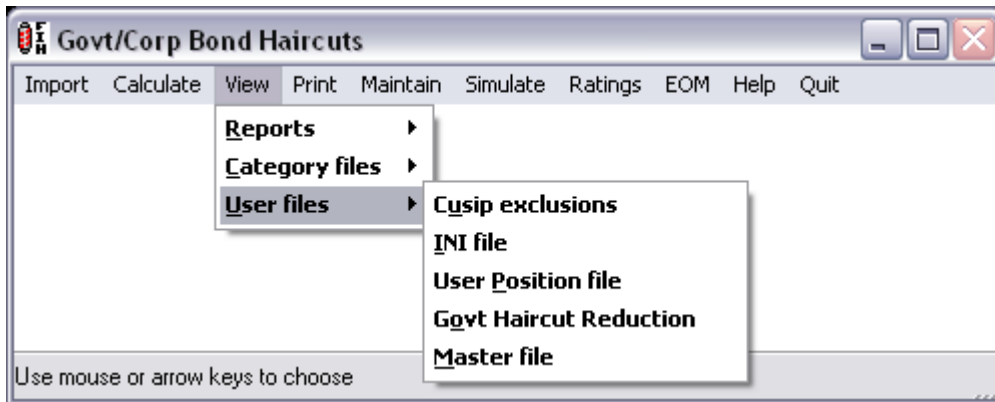 FIH Govt/Corp Bond Haircuts
Import Calculate View Print Maintain Simulate Ratings EOM Help Quit
Reports
Category files
User files
Cusip exclusions
INI file
User Position file
Govt Haircut Reduction
Master file
Use mouse or arrow keys to choose